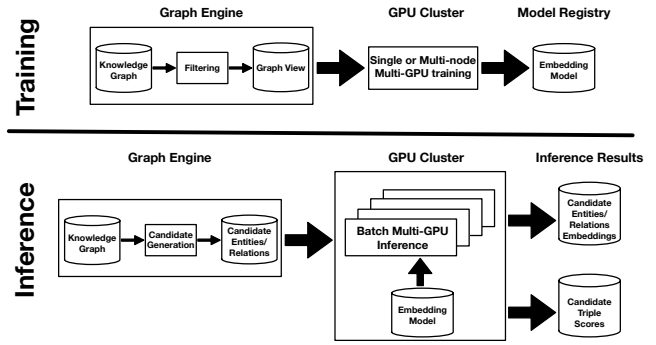 Training
Graph Engine
GPU Cluster
Model Registry
Knowledge
Graph
Filtering
Graph View
Single or Multi-node
Multi-GPU training
Embedding
Model
Inference
Graph Engine
GPU Cluster
Inference Results
Knowledge
Graph
Candidate
Generation
Candidate
Entities/
Relations
Batch Multi-GPU
Inference
Embedding
Model
Candidate
Entities/
Relations
Embeddings
Candidate
Triple
Scores